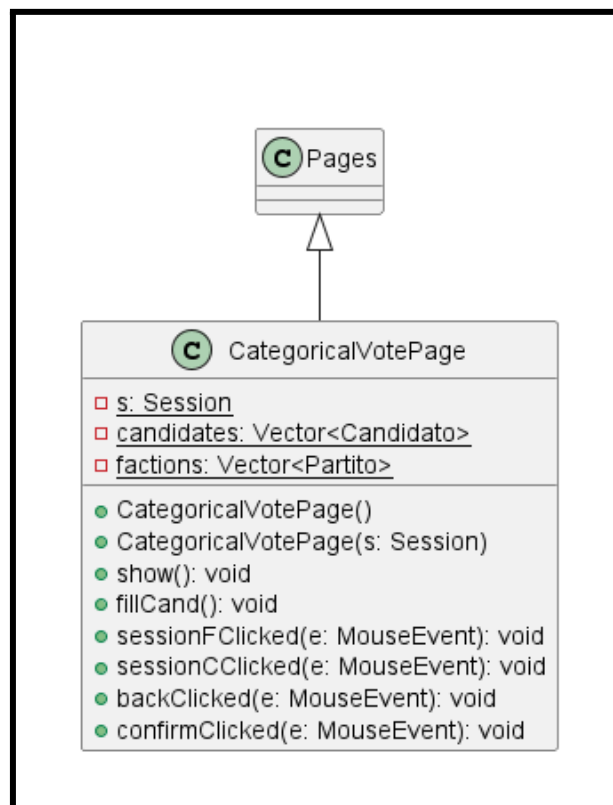 C Pages
C CategoricalVotePage
s: Session
candidates: Vector<Candidato>
factions: Vector<Partito>
CategoricalVotePage()
CategoricalVotePage(s: Session)
show(): void
fillCand(): void
sessionFClicked(e: MouseEvent): void
sessionCClicked(e: MouseEvent): void
backClicked(e: MouseEvent): void
confirmClicked(e: MouseEvent): void